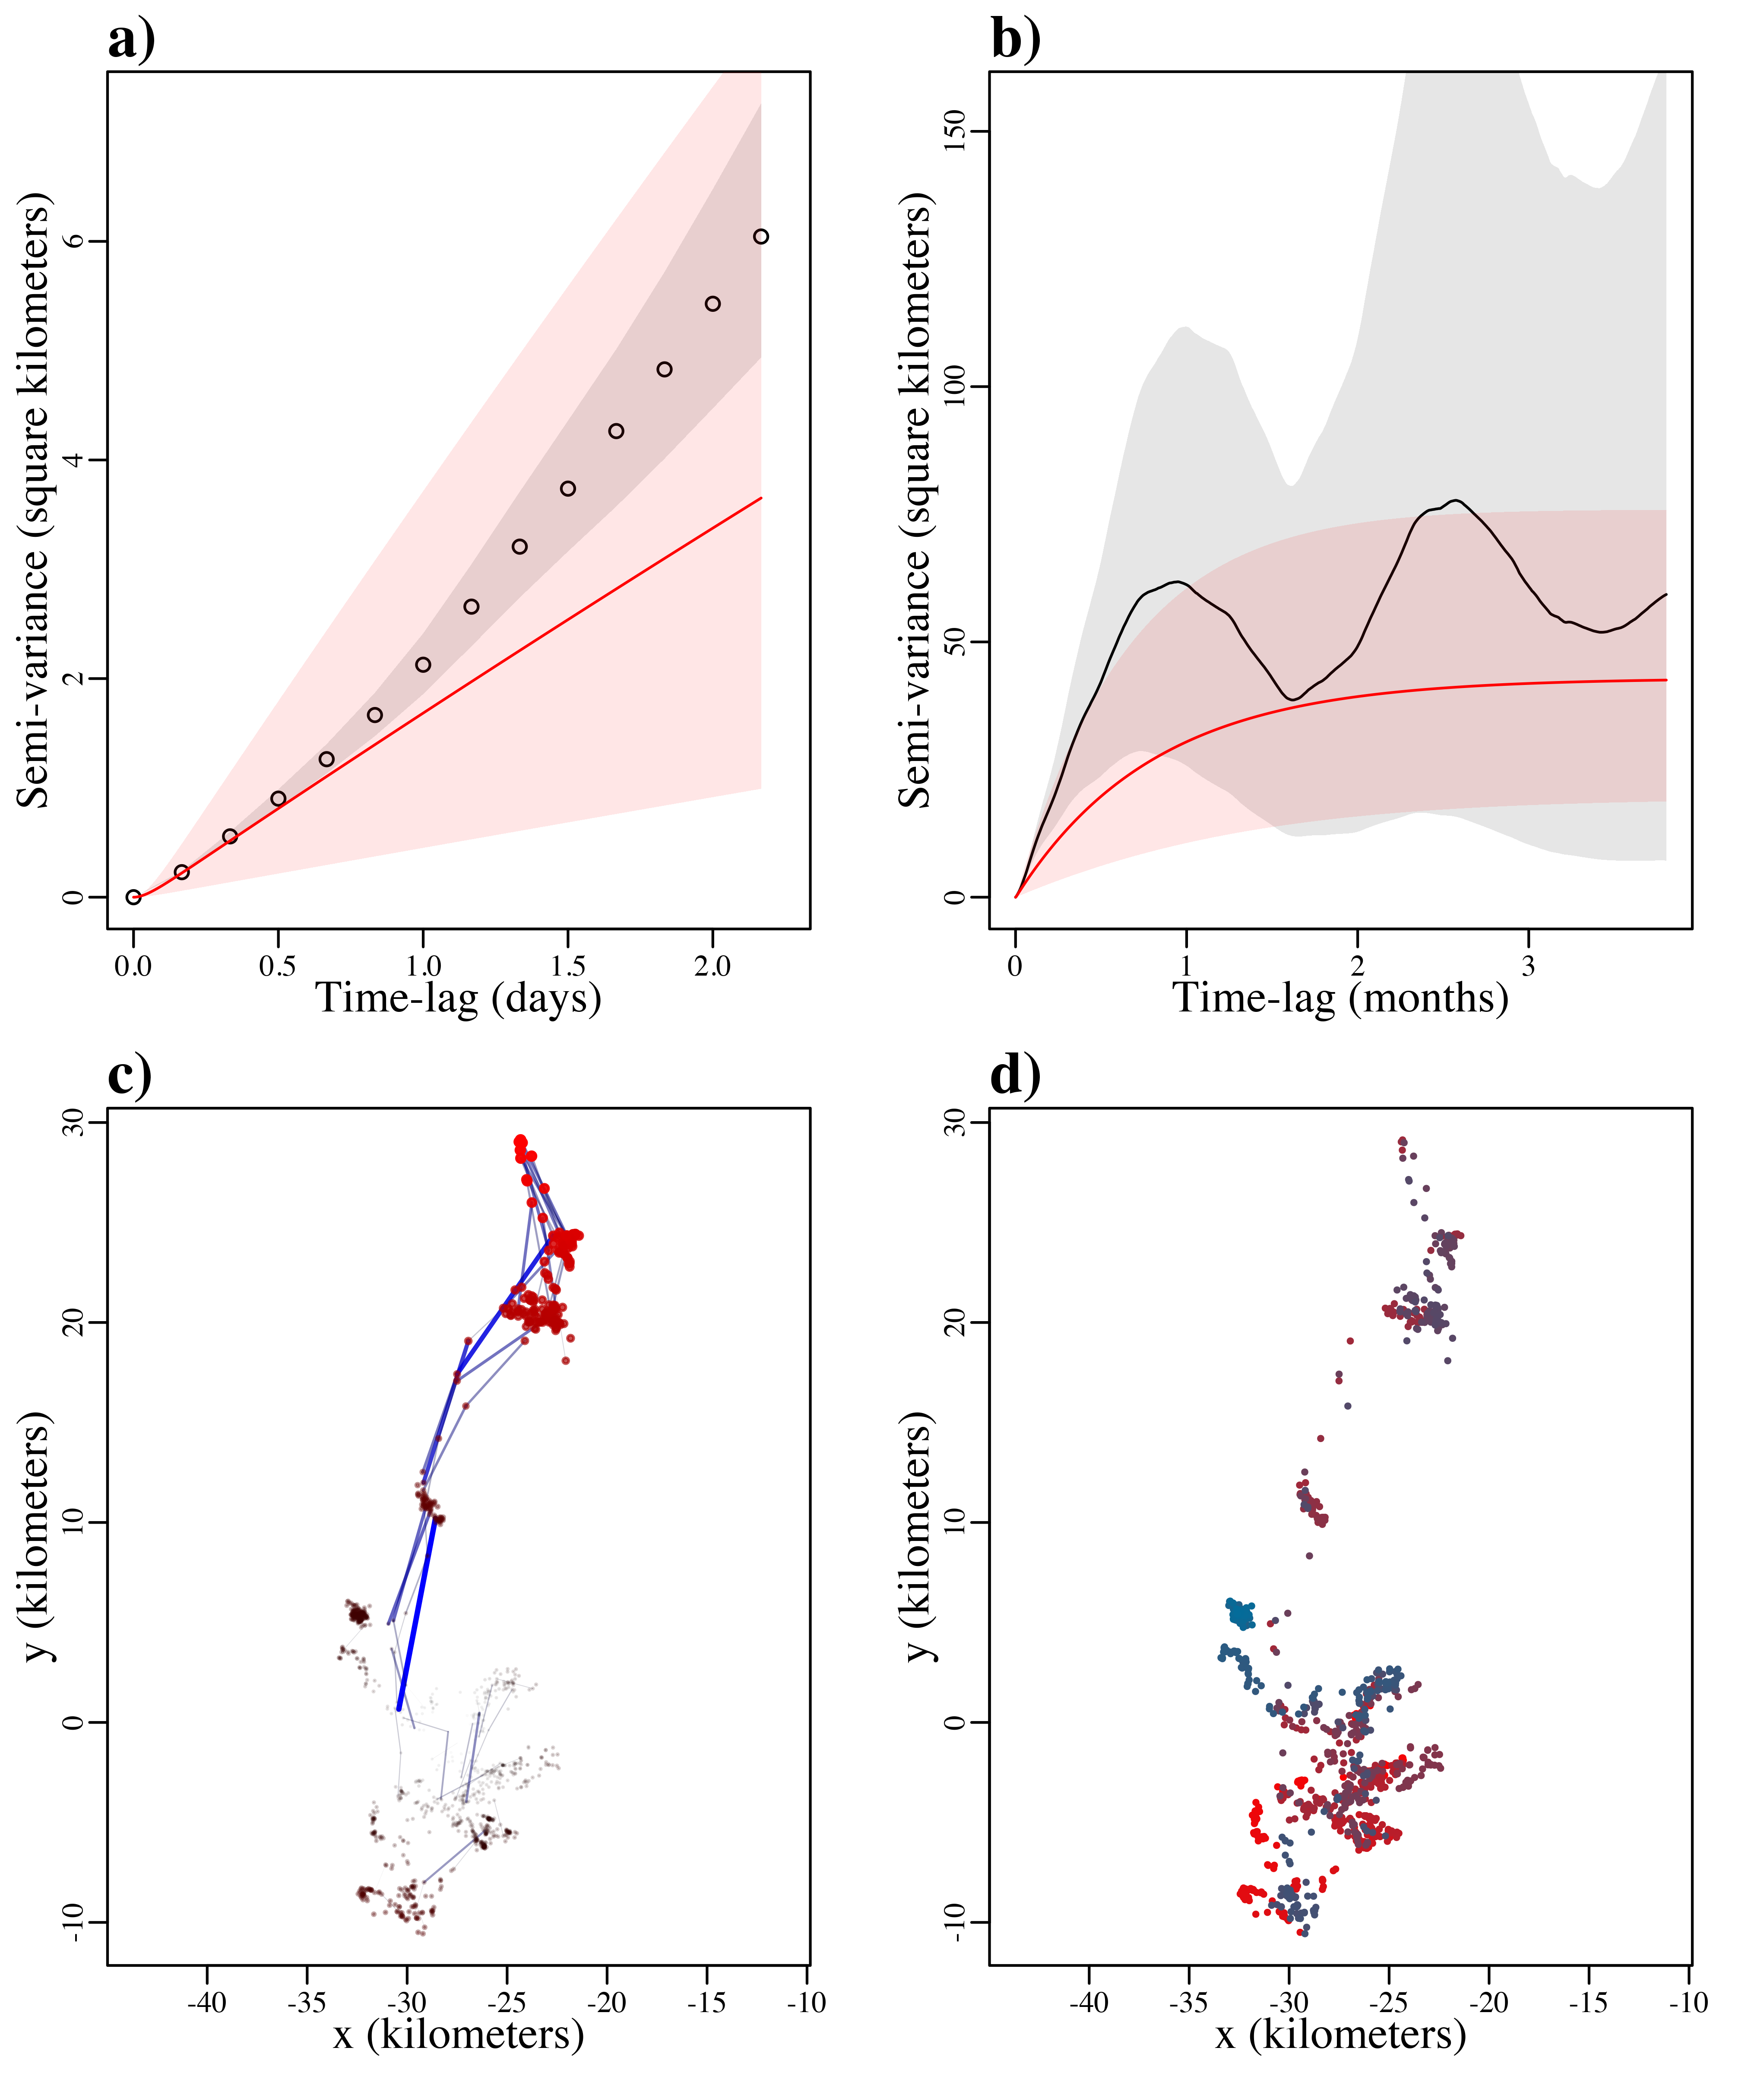 a)
Semi-variance (square kilometers)
6
4
2
0
0.0 0.5 1.0 1.5 2.0
Time-lag (days)
b)
Semi-variance (square kilometers)
150
100
50
0
0 1 2 3
Time-lag (months)
c)
y (kilometers)
30
20
10
0
-10
-40 -35 -30 -25 -20 -15 -10
x (kilometers)
d)
y (kilometers)
30
20
10
0
-10
-40 -35 -30 -25 -20 -15 -10
x (kilometers)